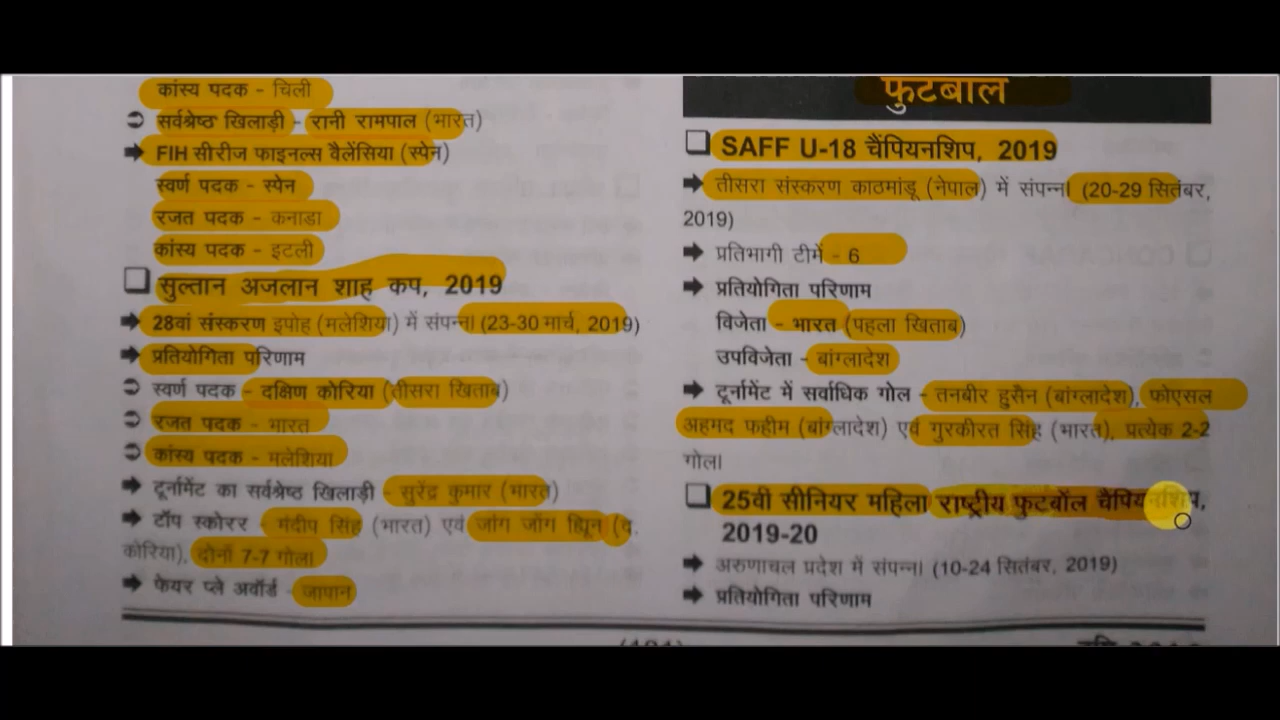 कांस्य पदक - चिली
सर्वश्रेष्ठ खिलाड़ी - रानी रामपाल (भारत)
FIH सीरीज फाइनल्स वैलेंसिया (स्पेन)
स्वर्ण पदक - स्पेन
रजत पदक - कनाडा
कांस्य पदक - इटली
सुल्तान अजलान शाह कप, 2019
28वां संस्करण इपोह (मलेशिया) में संपन्न। (23-30 मार्च, 2019)
प्रतियोगिता परिणाम
स्वर्ण पदक - दक्षिण कोरिया (तीसरा खिताब)
रजत पदक - भारत
कांस्य पदक - मलेशिया
टूर्नामेंट का सर्वश्रेष्ठ खिलाड़ी - सुरेंद्र कुमार (भारत)
टॉप स्कोरर - मंदीप सिंह (भारत) एवं जोंग जोंग ह्यिून (द.
कोरिया), दोनों 7-7 गोल।
फेयर प्ले अवॉर्ड - जापान
फुटबाल
SAFF U-18 चैंपियनशिप, 2019
तीसरा संस्करण काठमांडू (नेपाल) में संपन्न। (20-29 सितंबर,
2019)
प्रतिभागी टीमें - 6
प्रतियोगिता परिणाम
विजेता - भारत (पहला खिताब)
उपविजेता - बांग्लादेश
टूर्नामेंट में सर्वाधिक गोल - तनबीर हुसैन (बांग्लादेश), फोएसल
अहमद फहीम (बांग्लादेश) एवं गुरकीरत सिंह (भारत), प्रत्येक 2-2
गोल।
25वीं सीनियर महिला राष्ट्रीय फुटबॉल चैंपियनशिप,
2019-20
अरुणाचल प्रदेश में संपन्न। (10-24 सितंबर, 2019)
प्रतियोगिता परिणाम